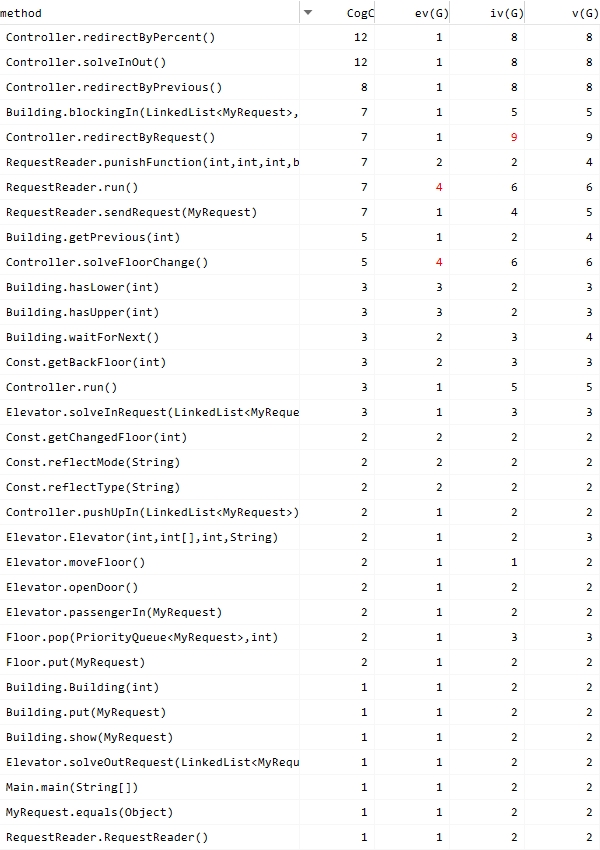 method CogC ev(G) iv(G) v(G)
Controller.redirectByPercent() 12 1 8 8
Controller.solveInOut() 12 1 8 8
Controller.redirectByPrevious() 8 1 8 8
Building.blockingIn(LinkedList<MyRequest>, 7 1 5 5
Controller.redirectByRequest() 7 1 9 9
RequestReader.punishFunction(int,int,int,b 7 2 2 4
RequestReader.run() 7 4 6 6
RequestReader.sendRequest(MyRequest) 7 1 4 5
Building.getPrevious(int) 5 1 2 4
Controller.solveFloorChange() 5 4 6 6
Building.hasLower(int) 3 3 2 3
Building.hasUpper(int) 3 3 2 3
Building.waitForNext() 3 2 3 4
Const.getBackFloor(int) 3 2 3 3
Controller.run() 3 1 5 5
Elevator.solveInRequest(LinkedList<MyReque 3 1 3 3
Const.getChangedFloor(int) 2 2 2 2
Const.reflectMode(String) 2 2 2 2
Const.reflectType(String) 2 2 2 2
Controller.pushUpIn(LinkedList<MyRequest>) 2 1 2 2
Elevator.Elevator(int,int[],int,String) 2 1 2 3
Elevator.moveFloor() 2 1 1 2
Elevator.openDoor() 2 1 2 2
Elevator.passengerIn(MyRequest) 2 1 2 2
Floor.pop(PriorityQueue<MyRequest>,int) 2 1 3 3
Floor.put(MyRequest) 2 1 2 2
Building.Building(int) 1 1 2 2
Building.put(MyRequest) 1 1 2 2
Building.show(MyRequest) 1 1 2 2
Elevator.solveOutRequest(LinkedList<MyRequ 1 1 2 2
Main.main(String[]) 1 1 2 2
MyRequest.equals(Object) 1 1 2 2
RequestReader.RequestReader() 1 1 2 2